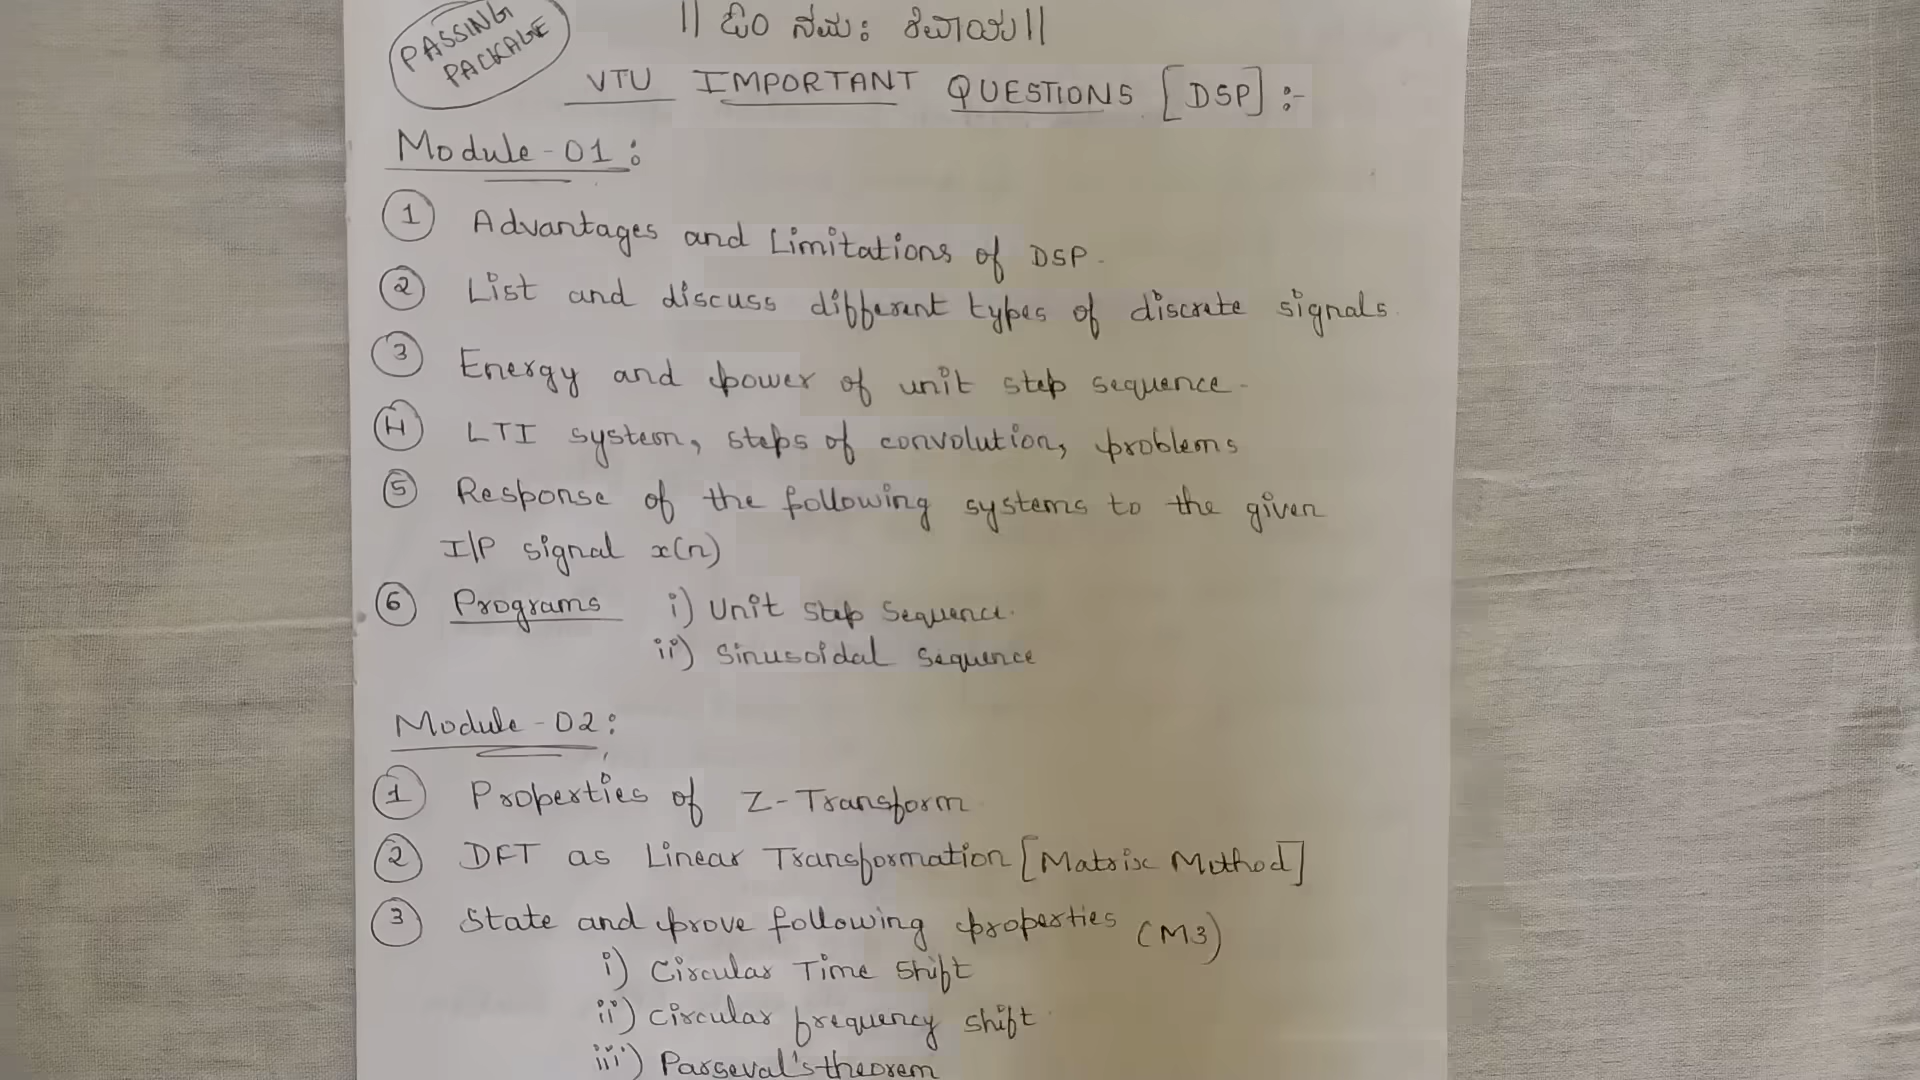 PASSING
PACKAGE
|| ಓಂ ನಮಃ ಶಿವಾಯ ||
VTU IMPORTANT QUESTIONS [DSP] :-
Module-01 :
1 Advantages and Limitations of DSP.
2 List and discuss different types of discrete signals.
3 Energy and power of unit step sequence.
4 LTI system, steps of convolution, problems
5 Response of the following systems to the given
I/P signal x(n)
6 Programs i) Unit Step Sequence.
ii) Sinusoidal Sequence
Module-02 :
1 Properties of Z-Transform
2 DFT as Linear Transformation [Matrix Method]
3 State and prove following properties (M3)
i) Circular Time Shift
ii) Circular frequency shift
iii) Parseval's theorem